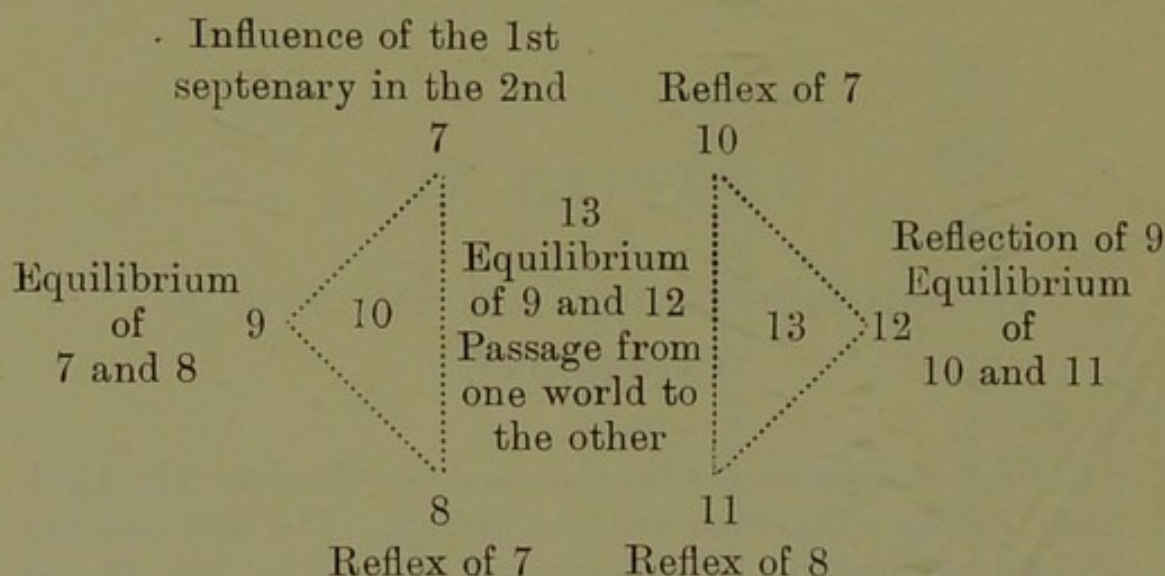 Influence of the 1st
septenary in the 2nd
7
Reflex of 7
10
Equilibrium
of
7 and 8
9
10
13
Equilibrium
of 9 and 12
Passage from
one world to
the other
13
12
Reflection of 9
Equilibrium
of
10 and 11
8
Reflex of 7
11
Reflex of 8